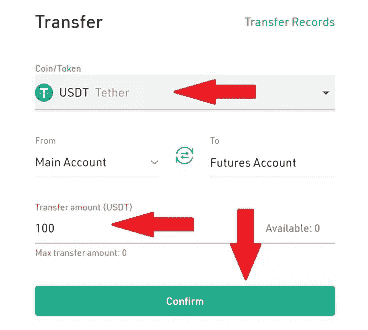 Transfer
Transfer Records
Coin/Token
USDT Tether
From
To
Main Account
Futures Account
Transfer amount (USDT)
100
Available: 0
Max transfer amount: 0
Confirm